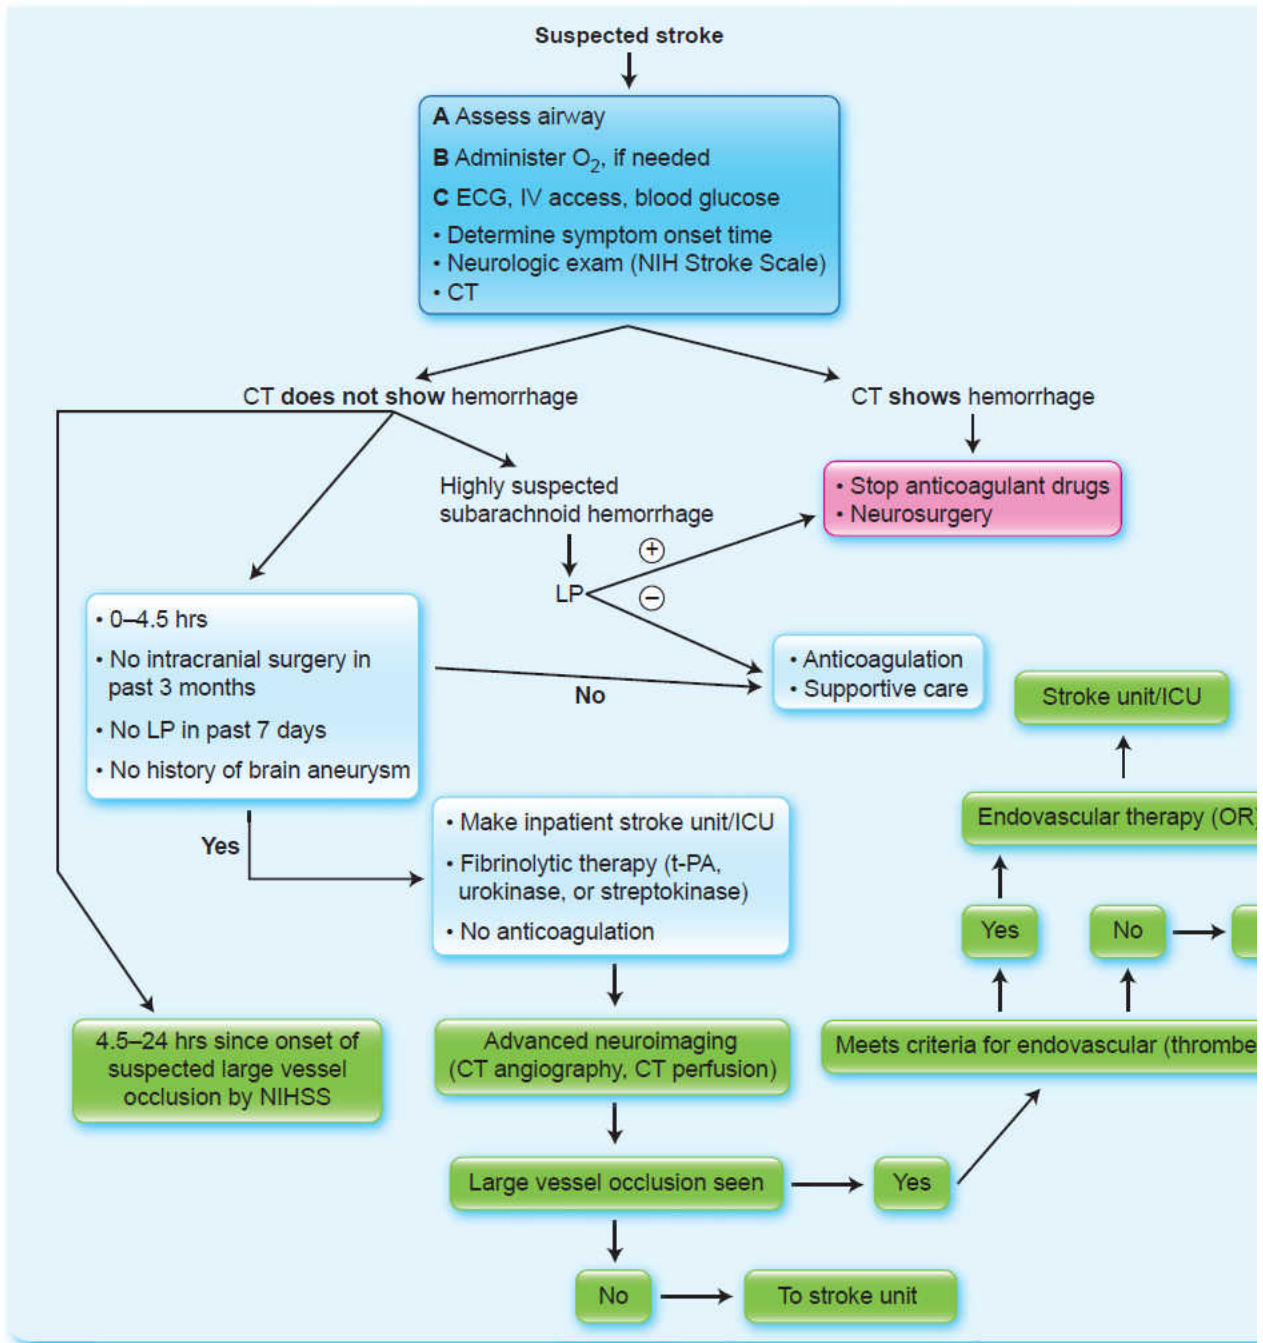 Suspected stroke
A Assess airway
B Administer O2, if needed
C ECG, IV access, blood glucose
• Determine symptom onset time
• Neurologic exam (NIH Stroke Scale)
• CT
CT does not show hemorrhage
CT shows hemorrhage
• Stop anticoagulant drugs
• Neurosurgery
Highly suspected
subarachnoid hemorrhage
+
LP
−
• 0–4.5 hrs
• No intracranial surgery in
past 3 months
• No LP in past 7 days
• No history of brain aneurysm
No
• Anticoagulation
• Supportive care
Stroke unit/ICU
Endovascular therapy (OR)
Yes
• Make inpatient stroke unit/ICU
• Fibrinolytic therapy (t-PA,
urokinase, or streptokinase)
• No anticoagulation
Yes
No
4.5–24 hrs since onset of
suspected large vessel
occlusion by NIHSS
Advanced neuroimaging
(CT angiography, CT perfusion)
Meets criteria for endovascular (thrombe
Large vessel occlusion seen
Yes
No
To stroke unit